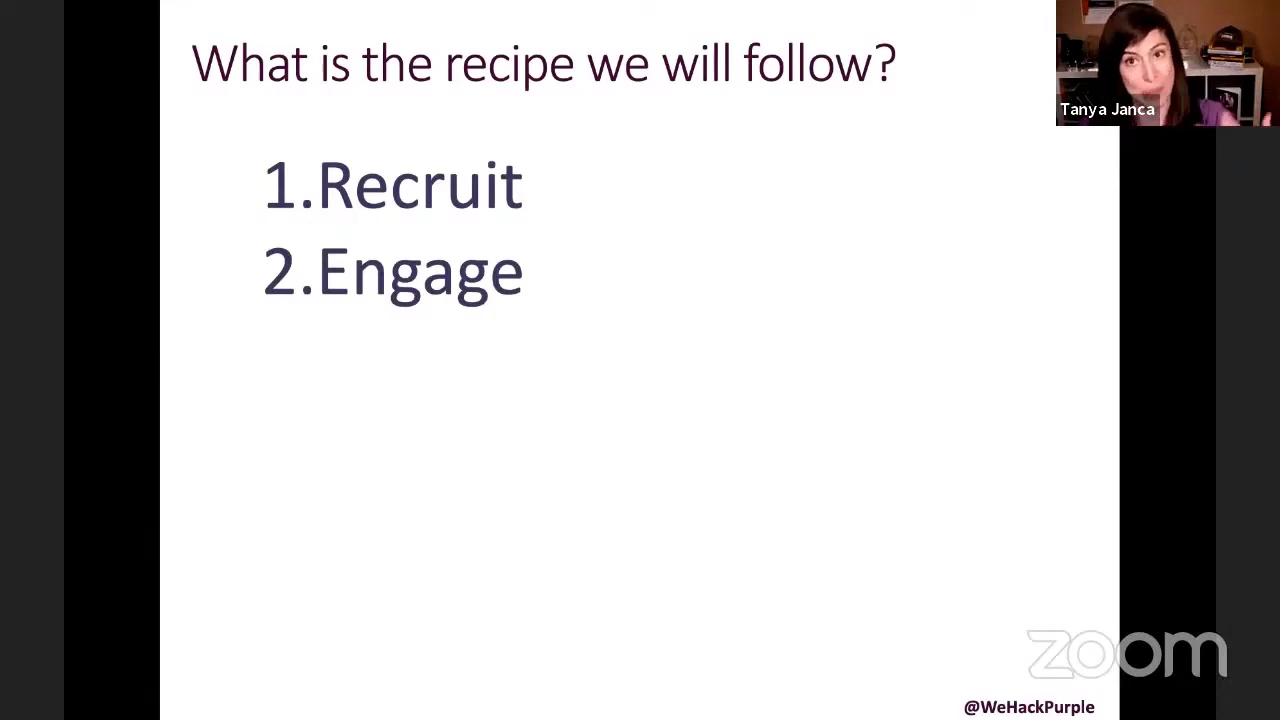 What is the recipe we will follow?
Tanya Janca
1.Recruit
2.Engage
zoom
@WeHackPurple